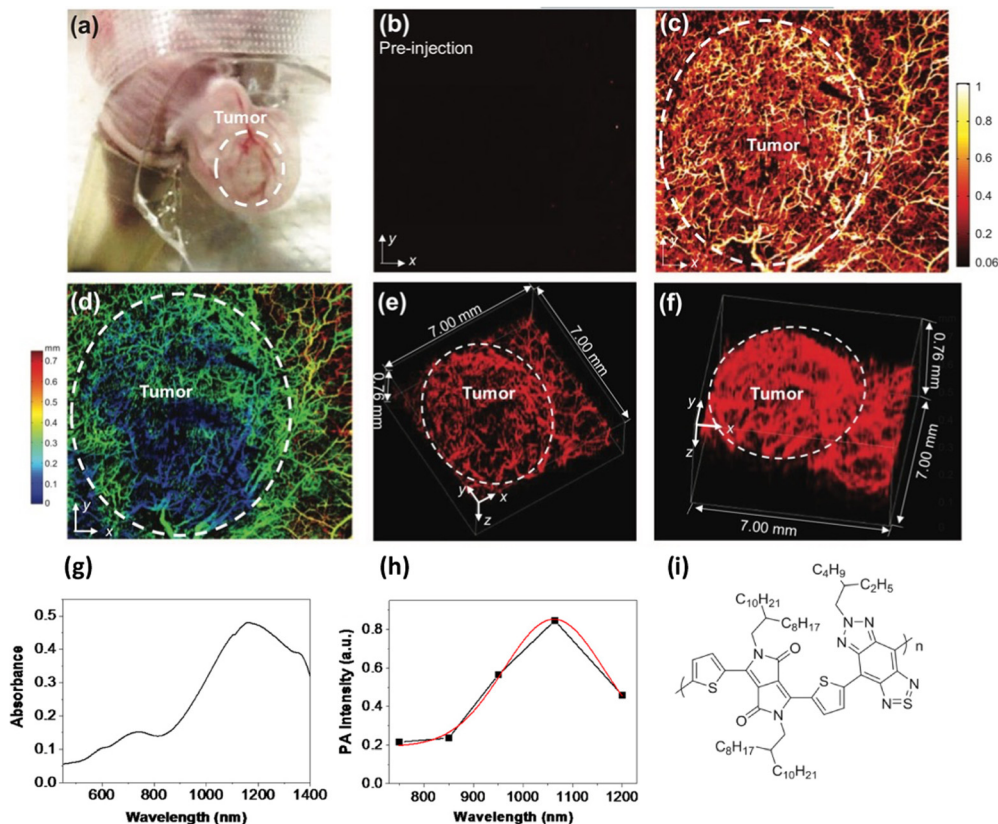 (a)
Tumor
(b)
Pre-injection
y
x
(c)
Tumor
1
0.8
0.6
0.4
0.2
0.06
y
x
(d)
mm
0.7
0.6
0.5
0.4
0.3
0.2
0.1
0
Tumor
y
x
(e)
7.00 mm
7.00 mm
0.76 mm
Tumor
y
x
z
(f)
0.76 mm
Tumor
y
x
z
7.00 mm
7.00 mm
(g)
Absorbance
0.5
0.4
0.3
0.2
0.1
0.0
600 800 1000 1200 1400
Wavelength (nm)
(h)
PA Intensity (a.u.)
0.8
0.6
0.4
0.2
0.0
800 900 1000 1100 1200
Wavelength (nm)
(i)
C4H9
C2H5
C10H21
C8H17
N
N
N
N
O
S
n
N
S
N
S
O
N
C8H17
C10H21